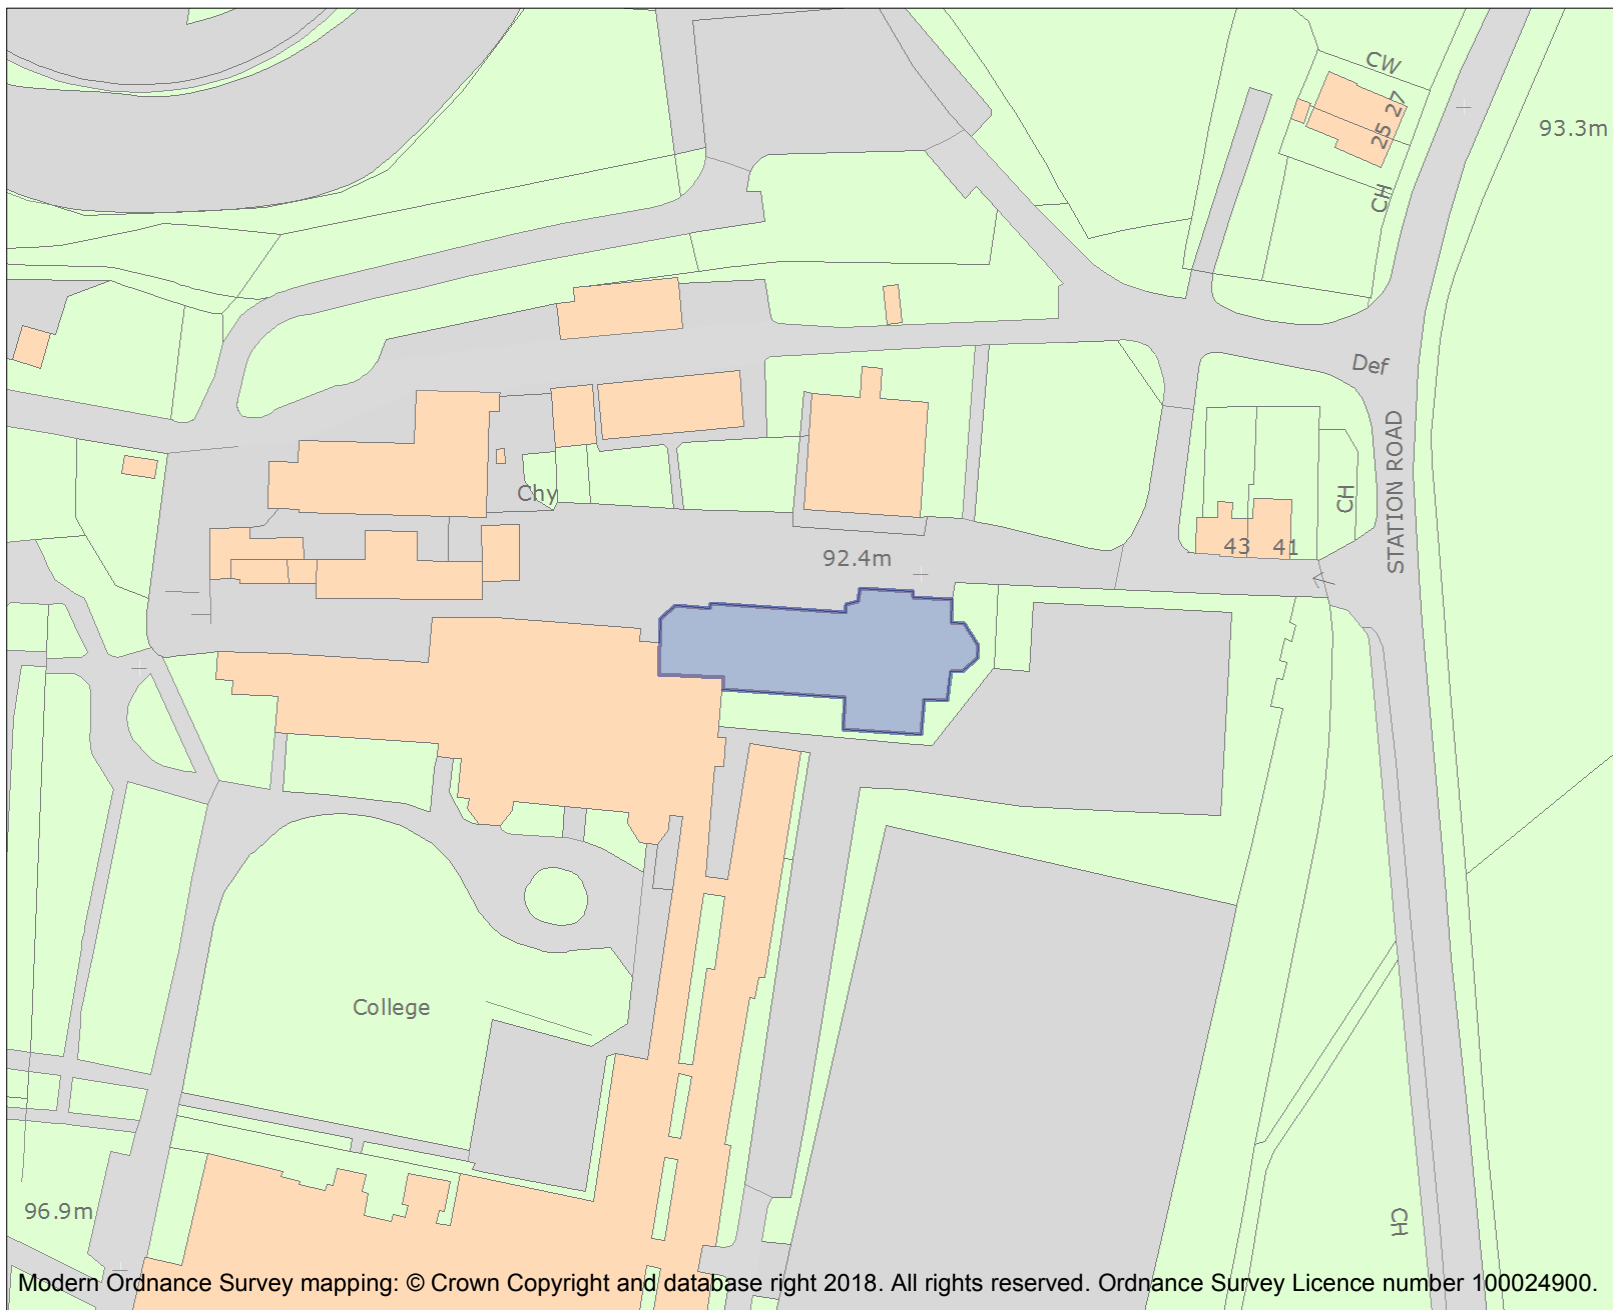 CW
27
25
93.3m
CH
Def
STATION ROAD
Chy
CH
43
41
92.4m
College
96.9m
CH
Modern Ordnance Survey mapping: © Crown Copyright and database right 2018. All rights reserved. Ordnance Survey Licence number 100024900.